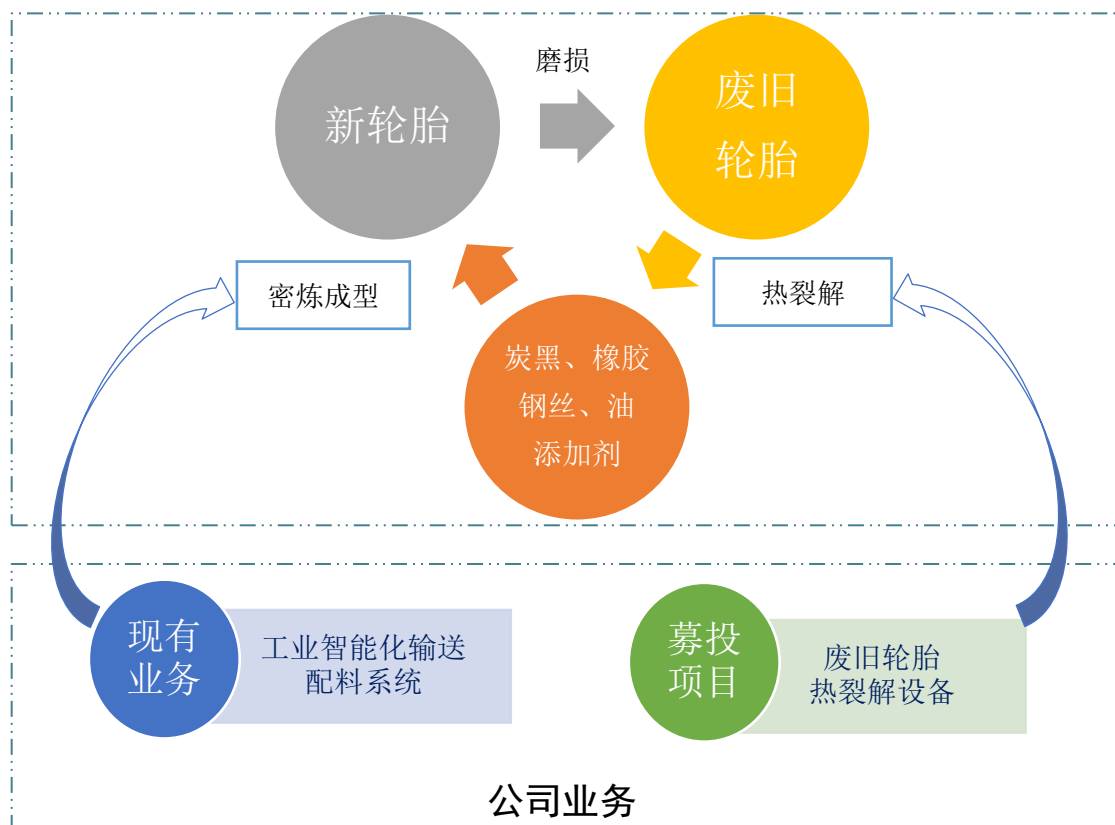 磨损
新轮胎
废旧
轮胎
密炼成型
热裂解
炭黑、橡胶
钢丝、油
添加剂
现有
业务
工业智能化输送
配料系统
募投
项目
废旧轮胎
热裂解设备
公司业务